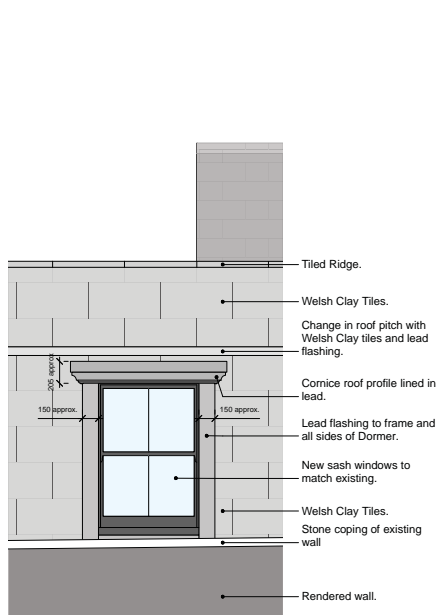 Tiled Ridge.
Welsh Clay Tiles.
Change in roof pitch with
Welsh Clay tiles and lead
flashing.
205 approx
Cornice roof profile lined in
lead.
150 approx.
150 approx.
Lead flashing to frame and
all sides of Dormer.
New sash windows to
match existing.
Welsh Clay Tiles.
Stone coping of existing
wall
Rendered wall.